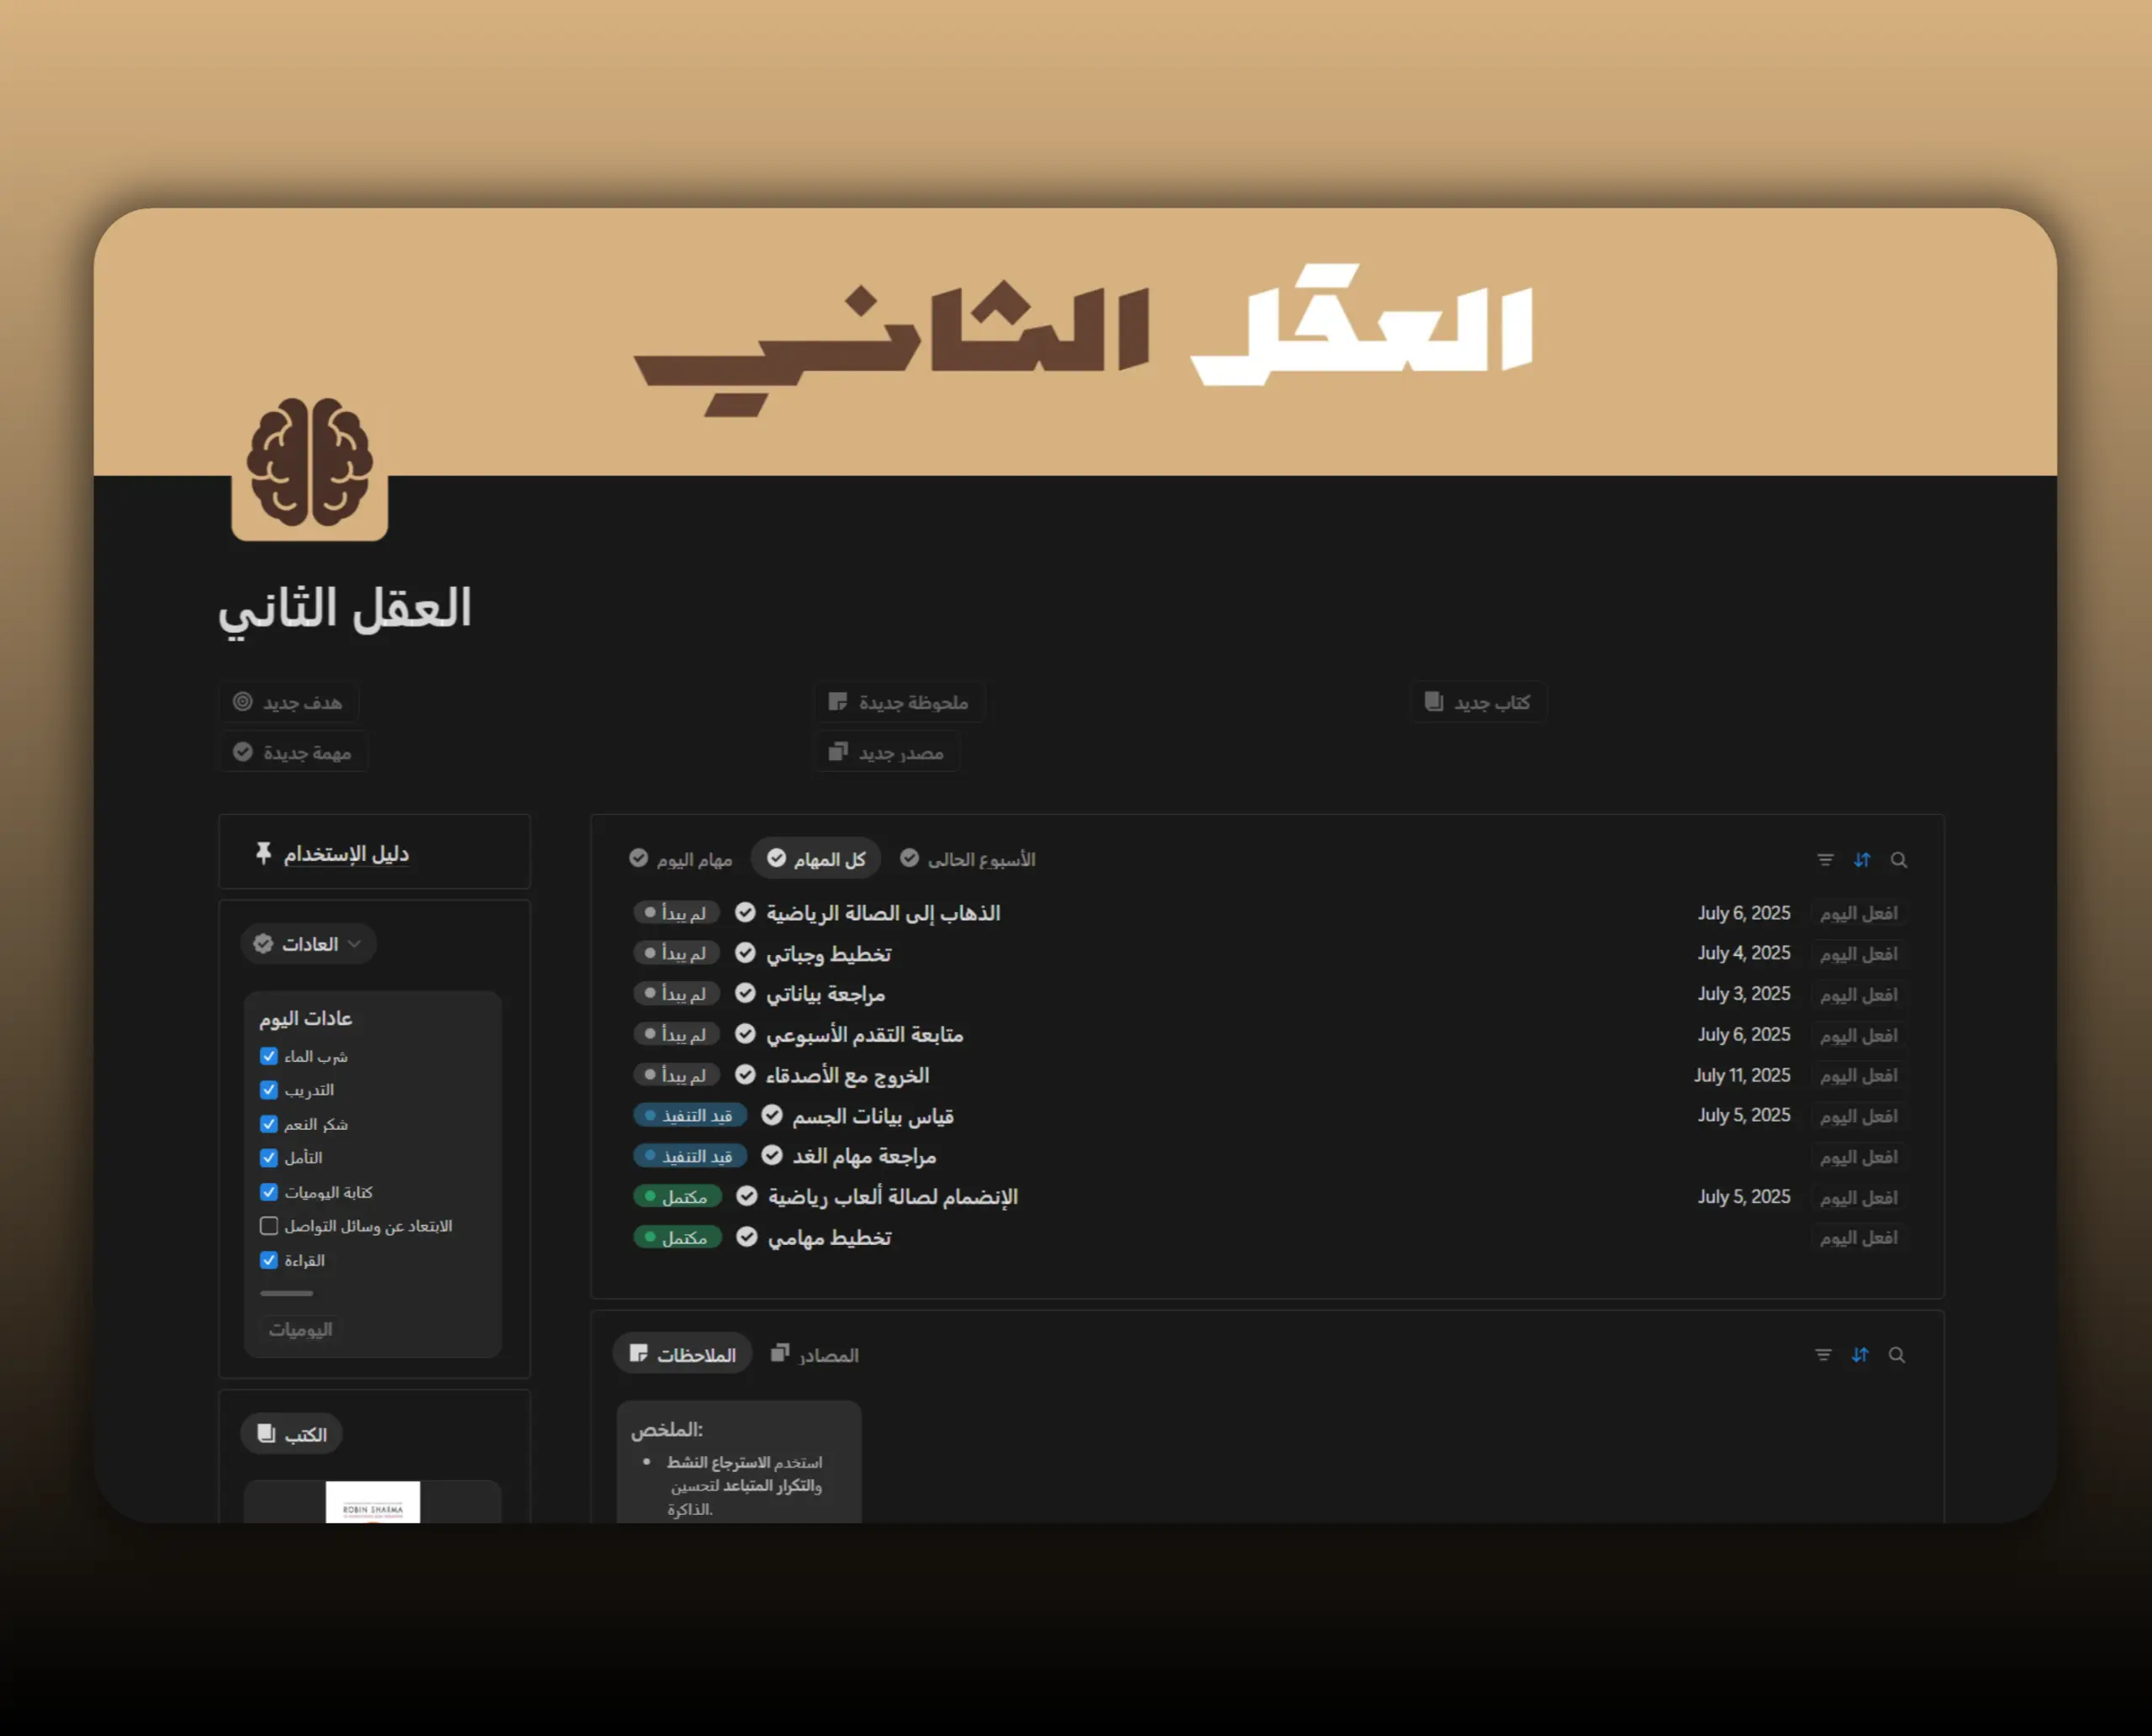 العقل الثاني
العقل الثاني
هدف جديد
ملحوظة جديدة
كتاب جديد
مهمة جديدة
مصدر جديد
دليل الإستخدام
العادات
عادات اليوم
شرب الماء
التدريب
شكر النعم
التأمل
كتابة اليوميات
الابتعاد عن وسائل التواصل
القراءة
اليوميات
الكتب
ROBIN SHARMA
مهام اليوم كل المهام الأسبوع الحالى
لم يبدأ الذهاب إلى الصالة الرياضية July 6, 2025 افعل اليوم
لم يبدأ تخطيط وجباتي July 4, 2025 افعل اليوم
لم يبدأ مراجعة بياناتي July 3, 2025 افعل اليوم
لم يبدأ متابعة التقدم الأسبوعي July 6, 2025 افعل اليوم
لم يبدأ الخروج مع الأصدقاء July 11, 2025 افعل اليوم
قيد التنفيذ قياس بيانات الجسم July 5, 2025 افعل اليوم
قيد التنفيذ مراجعة مهام الغد افعل اليوم
مكتمل الإنضمام لصالة ألعاب رياضية July 5, 2025 افعل اليوم
مكتمل تخطيط مهامي افعل اليوم
الملاحظات المصادر
الملخص:
استخدم الاسترجاع النشط
والتكرار المتباعد لتحسين
الذاكرة.